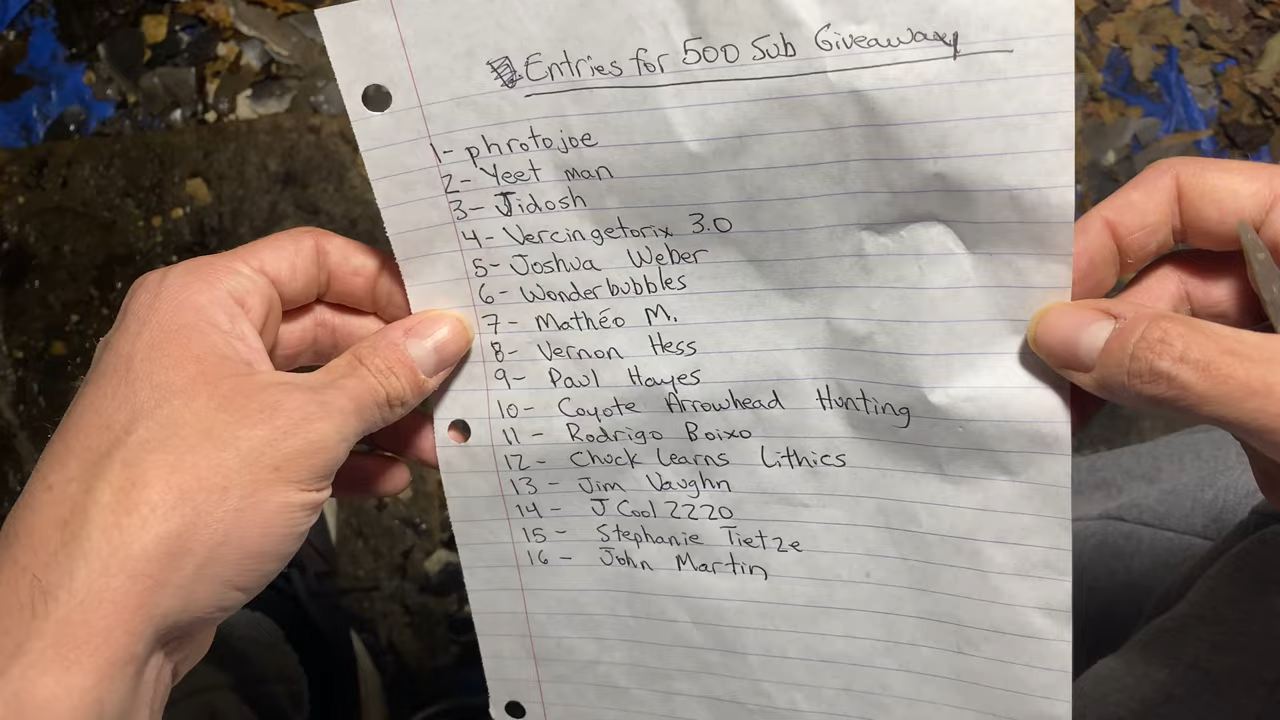 Entries for 500 Sub Giveaway
1- phrotojoe
2- Yeet man
3- Jidosh
4- Vercingetorix 3.0
5- Joshua Weber
6- Wonderbubbles
7- Mathéo M.
8- Vernon Hess
9- Paul Hayes
10- Coyote Arrowhead Hunting
11- Rodrigo Boixo
12- Chuck Learns Lithics
13- Jim Vaughn
14- JCool2220
15- Stephanie Tietze
16- John Martin